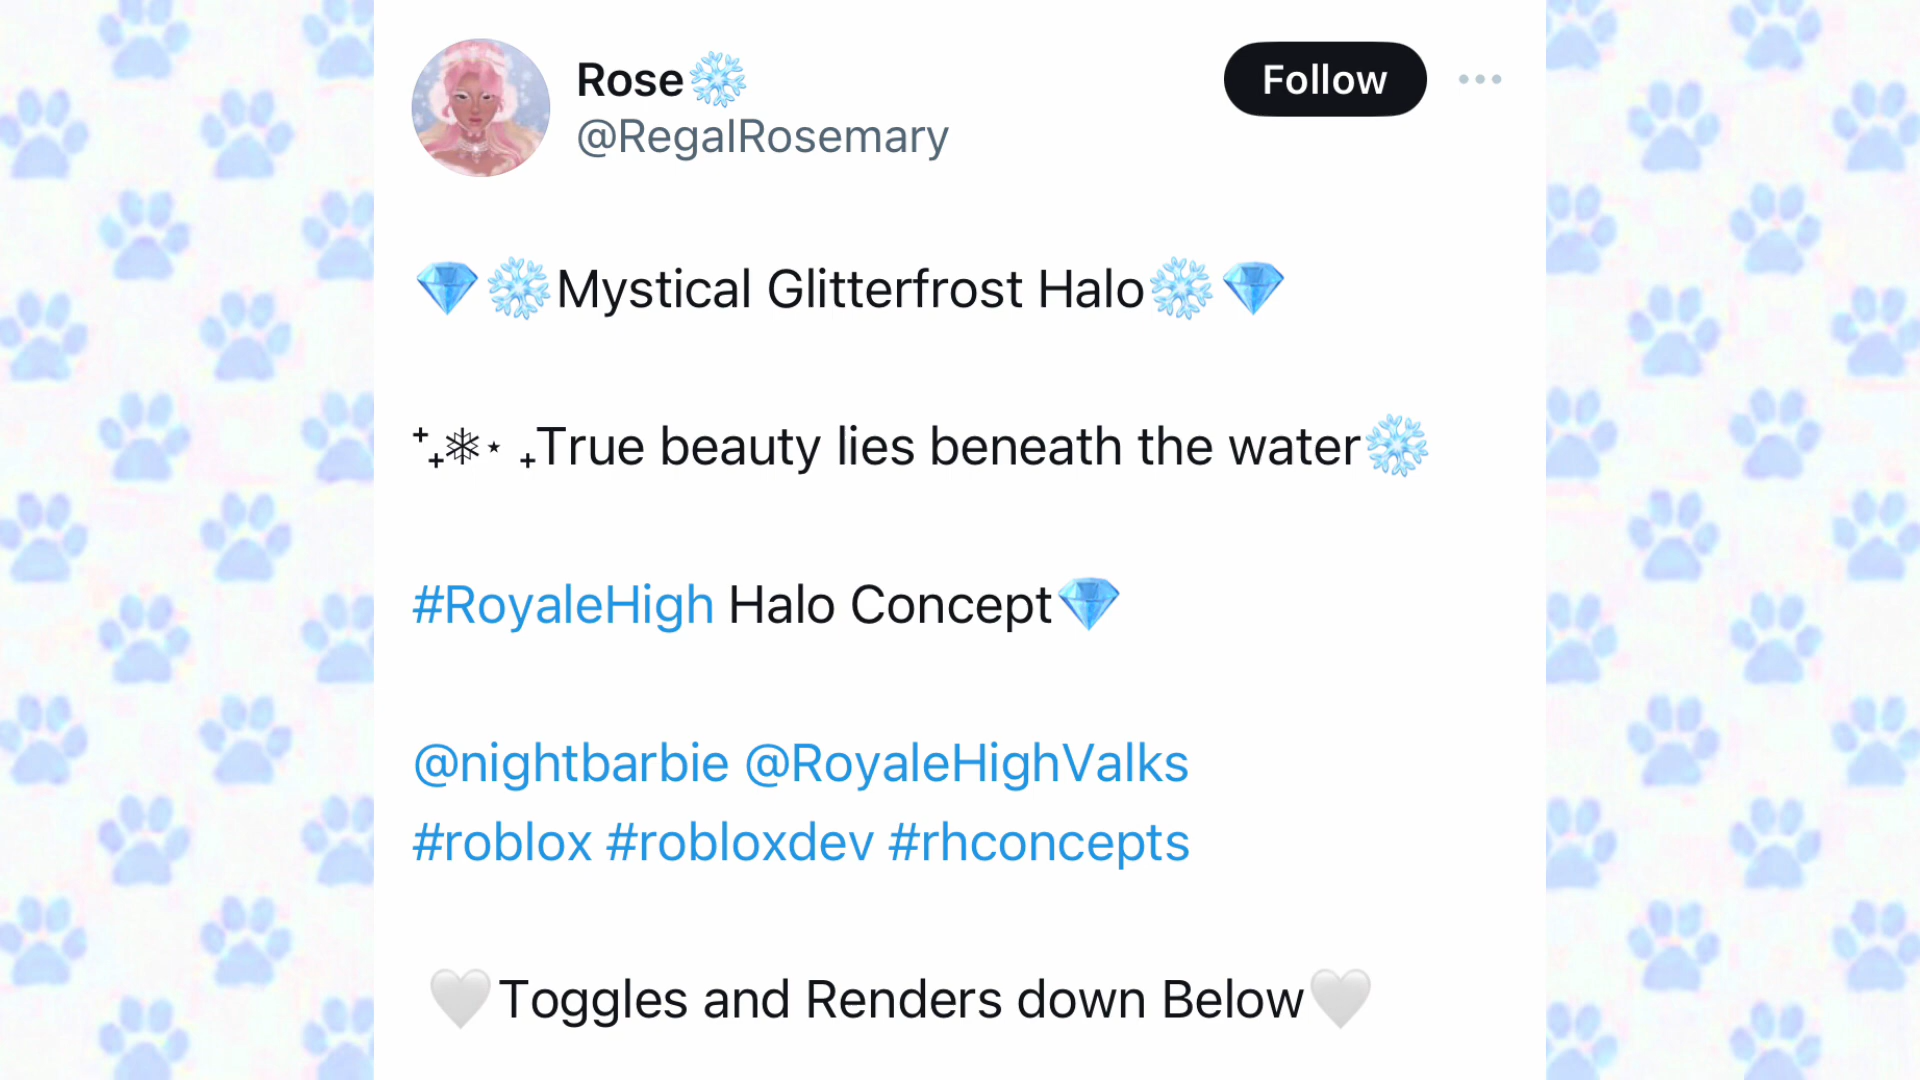 Rose❄️
@RegalRosemary
Follow
💎❄️Mystical Glitterfrost Halo❄️💎
⁺₊❄︎⋆ ₊True beauty lies beneath the water❄️
#RoyaleHigh Halo Concept💎
@nightbarbie @RoyaleHighValks
#roblox #robloxdev #rhconcepts
🤍Toggles and Renders down Below🤍